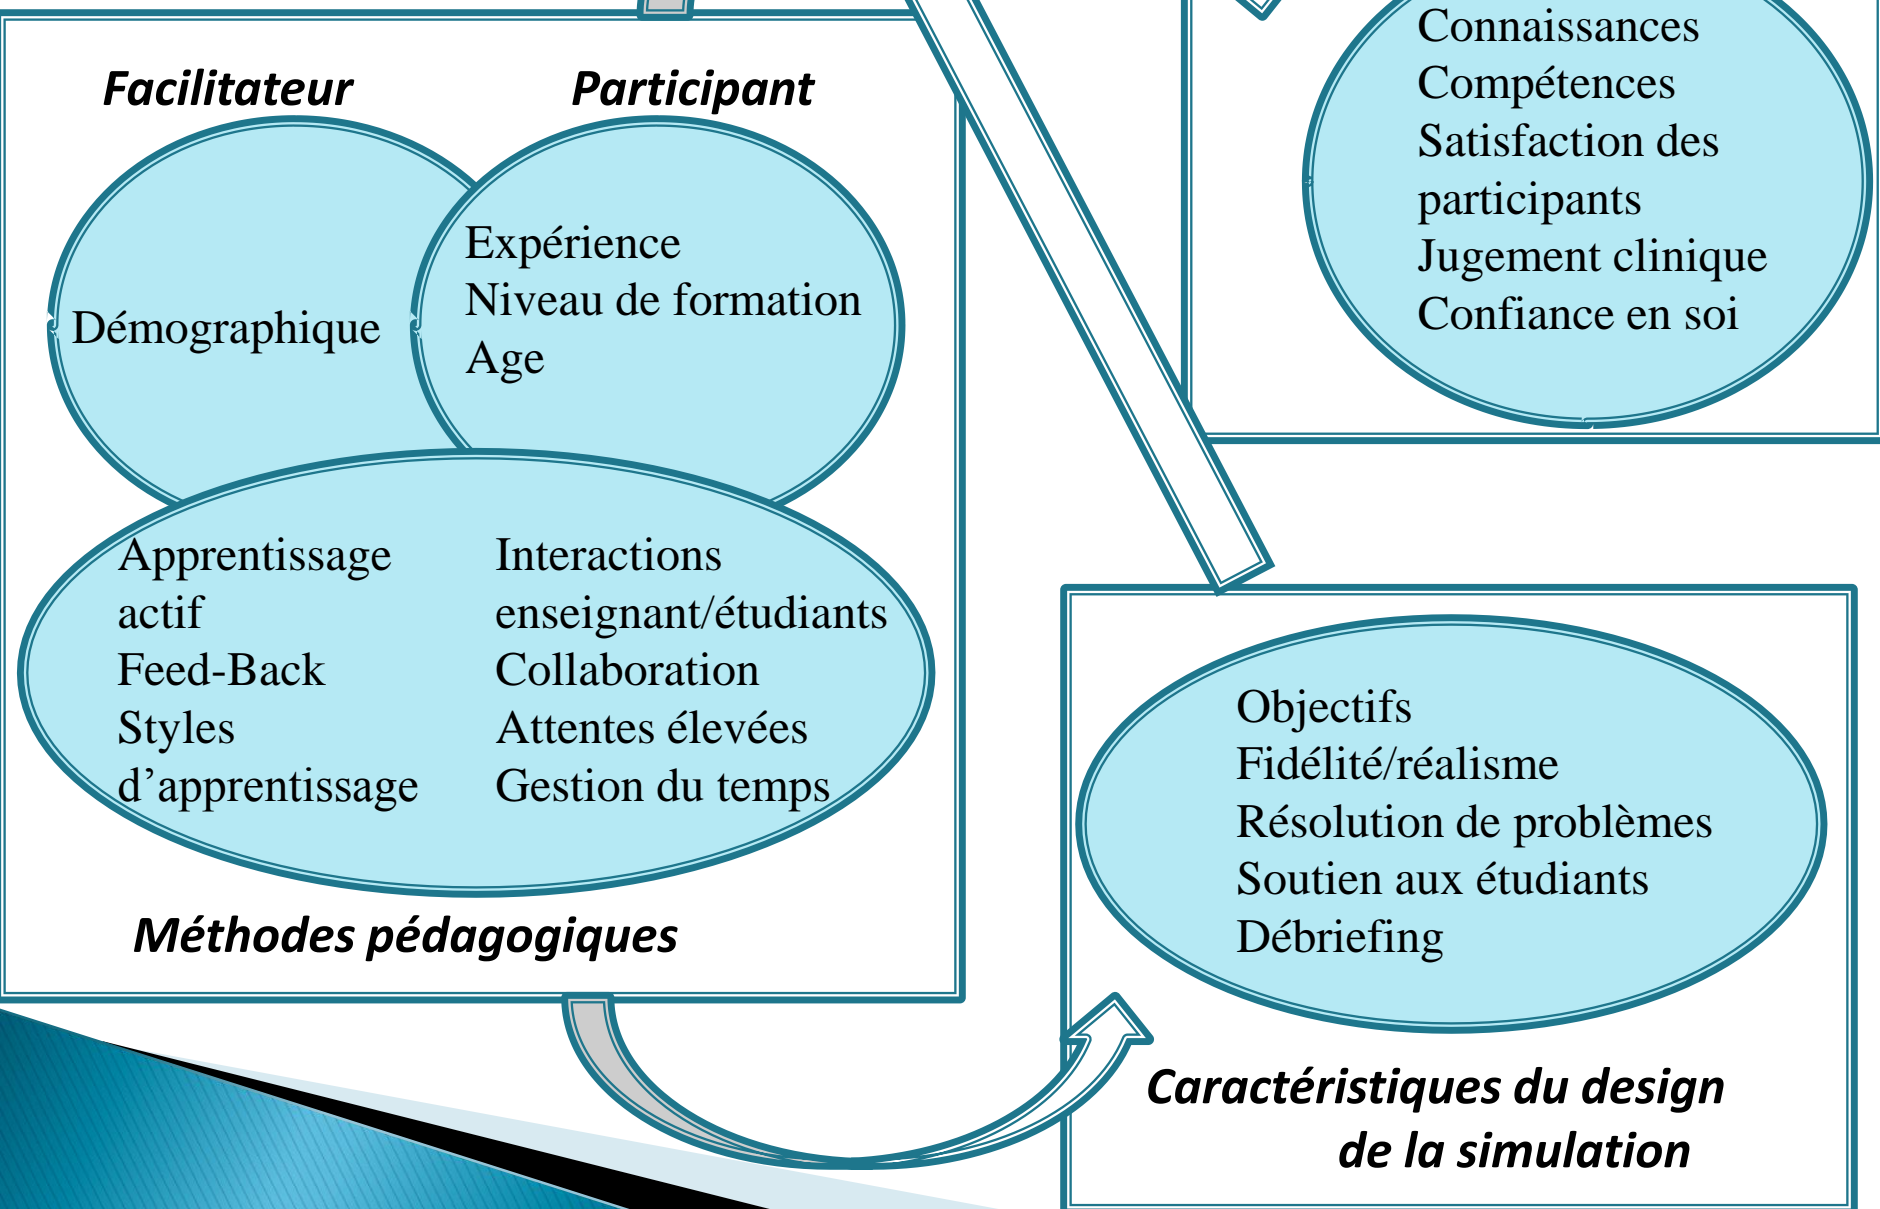 Facilitateur
Participant
Démographique
Expérience
Niveau de formation
Age
Apprentissage
actif
Feed-Back
Styles
d’apprentissage
Interactions
enseignant/étudiants
Collaboration
Attentes élevées
Gestion du temps
Méthodes pédagogiques
Connaissances
Compétences
Satisfaction des
participants
Jugement clinique
Confiance en soi
Objectifs
Fidélité/réalisme
Résolution de problèmes
Soutien aux étudiants
Débriefing
Caractéristiques du design
de la simulation